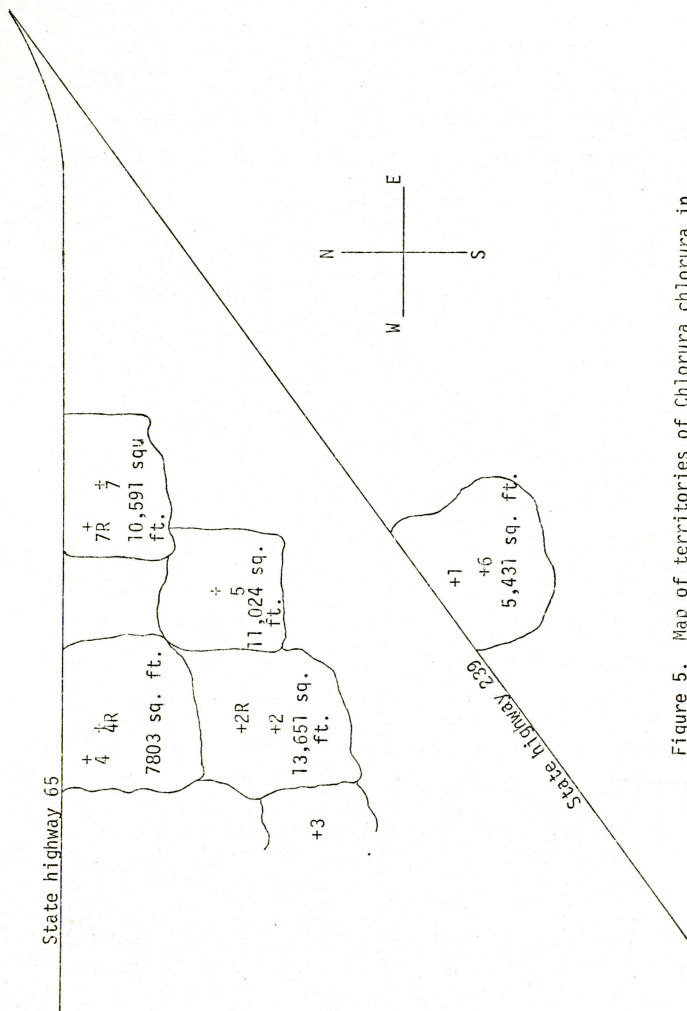 State highway 65
+
7R
÷
7
10,591 squ
ft.
+
4
÷
4R
7803 sq. ft.
÷
5
11,024 sq.
ft.
+2R
+2
13,651 sq.
ft.
+3
N
W
E
S
+1
+6
5,431 sq. ft.
State highway 239
Figure 5. Map of territories of Chlorura chlorura in